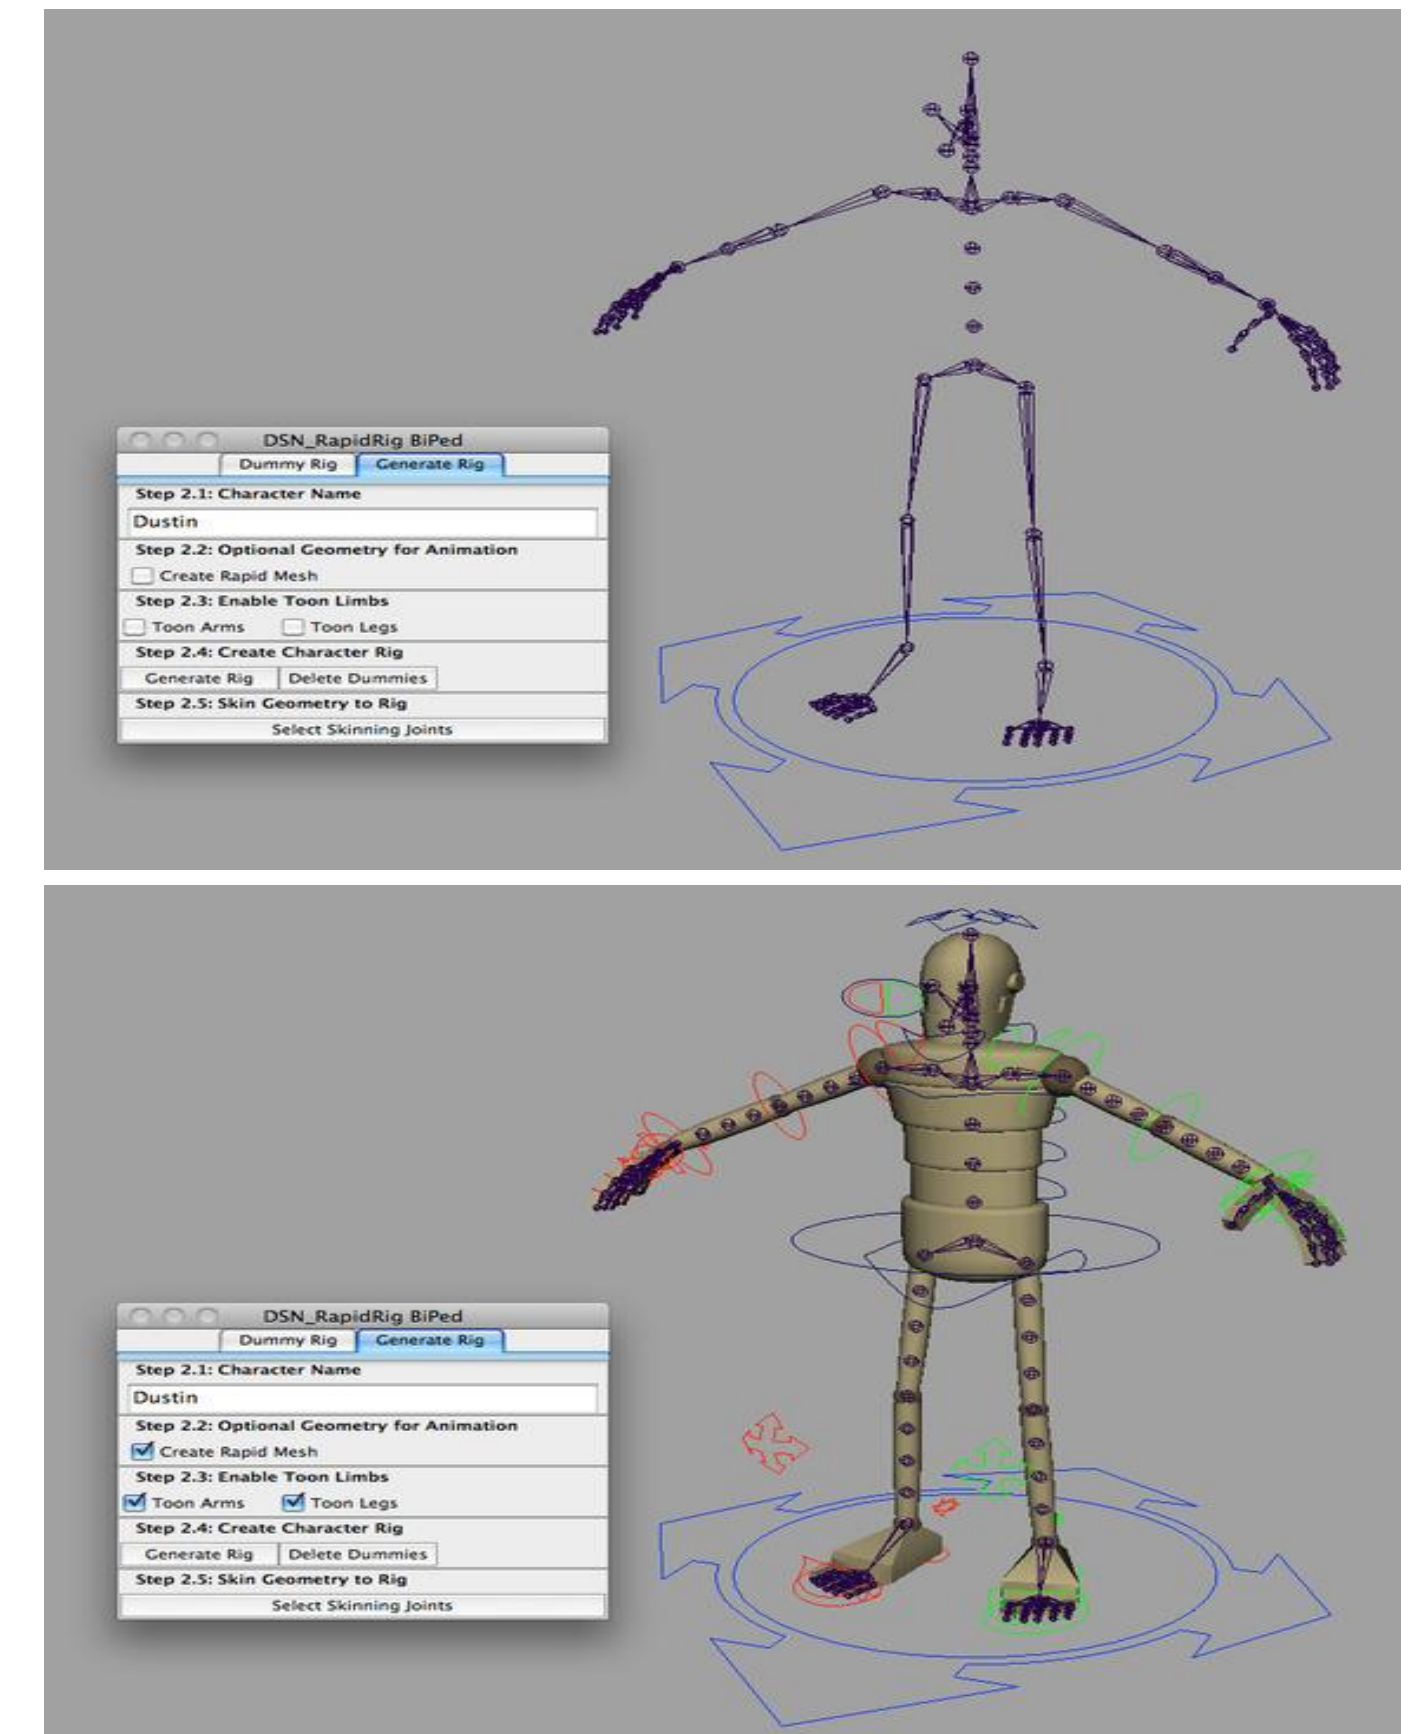 DSN_RapidRig BiPed
Dummy Rig Generate Rig
Step 2.1: Character Name
Dustin
Step 2.2: Optional Geometry for Animation
Create Rapid Mesh
Step 2.3: Enable Toon Limbs
Toon Arms Toon Legs
Step 2.4: Create Character Rig
Generate Rig Delete Dummies
Step 2.5: Skin Geometry to Rig
Select Skinning Joints
DSN_RapidRig BiPed
Dummy Rig Generate Rig
Step 2.1: Character Name
Dustin
Step 2.2: Optional Geometry for Animation
Create Rapid Mesh
Step 2.3: Enable Toon Limbs
Toon Arms Toon Legs
Step 2.4: Create Character Rig
Generate Rig Delete Dummies
Step 2.5: Skin Geometry to Rig
Select Skinning Joints